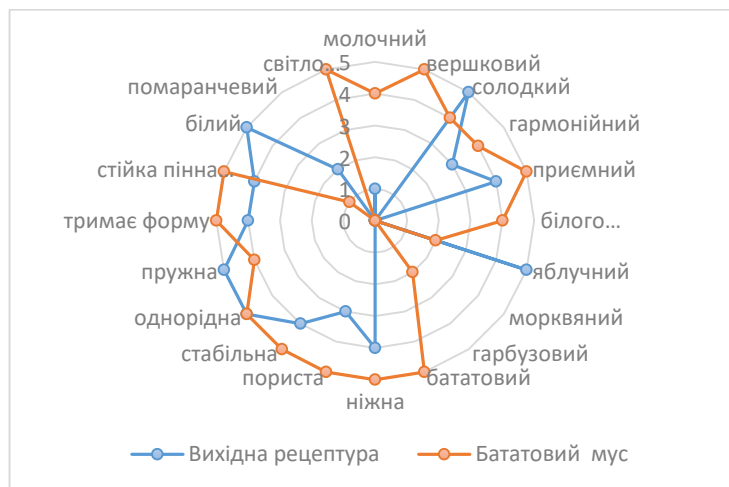 молочний
вершковий
солодкий
гармонійний
приємний
білого...
яблучний
морквяний
гарбузовий
бататовий
ніжна
пориста
стабільна
однорідна
пружна
тримає форму
стійка пінна...
білий
помаранчевий
світло...
5
4
3
2
1
0
Вихідна рецептура
Бататовий мус